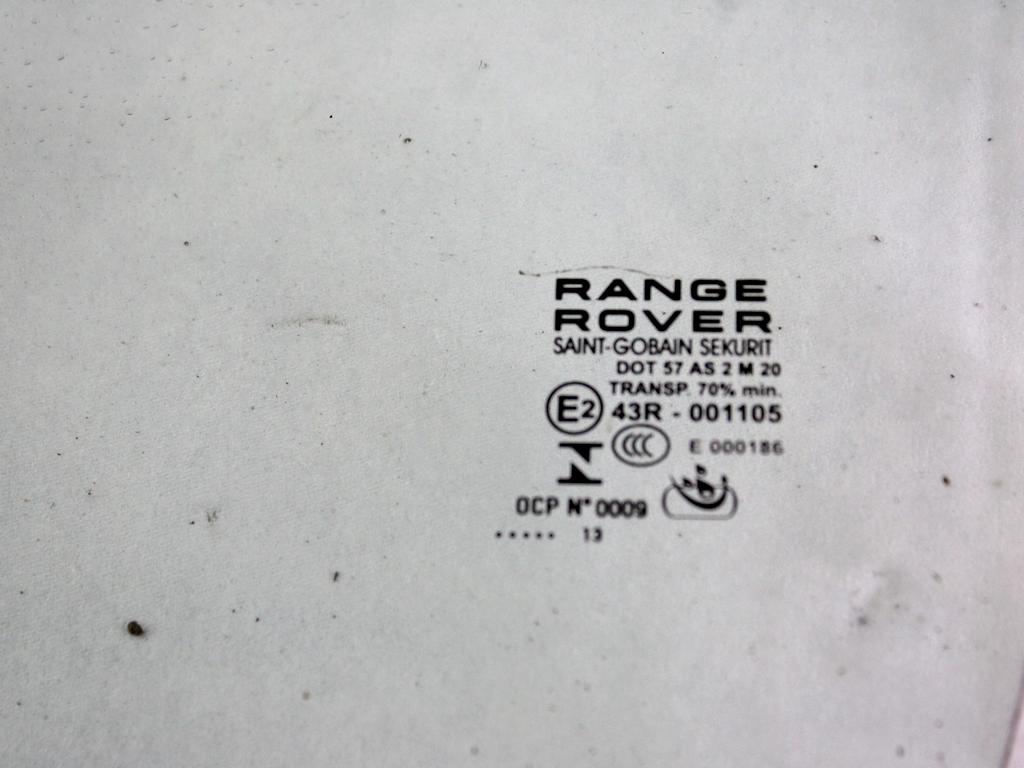 RANGE
ROVER
SAINT-GOBAIN SEKURIT
DOT 57 AS 2 M 20
TRANSP. 70% min.
E2 43R - 001105
CCC E 000186
OCP N° 0009
..... 13